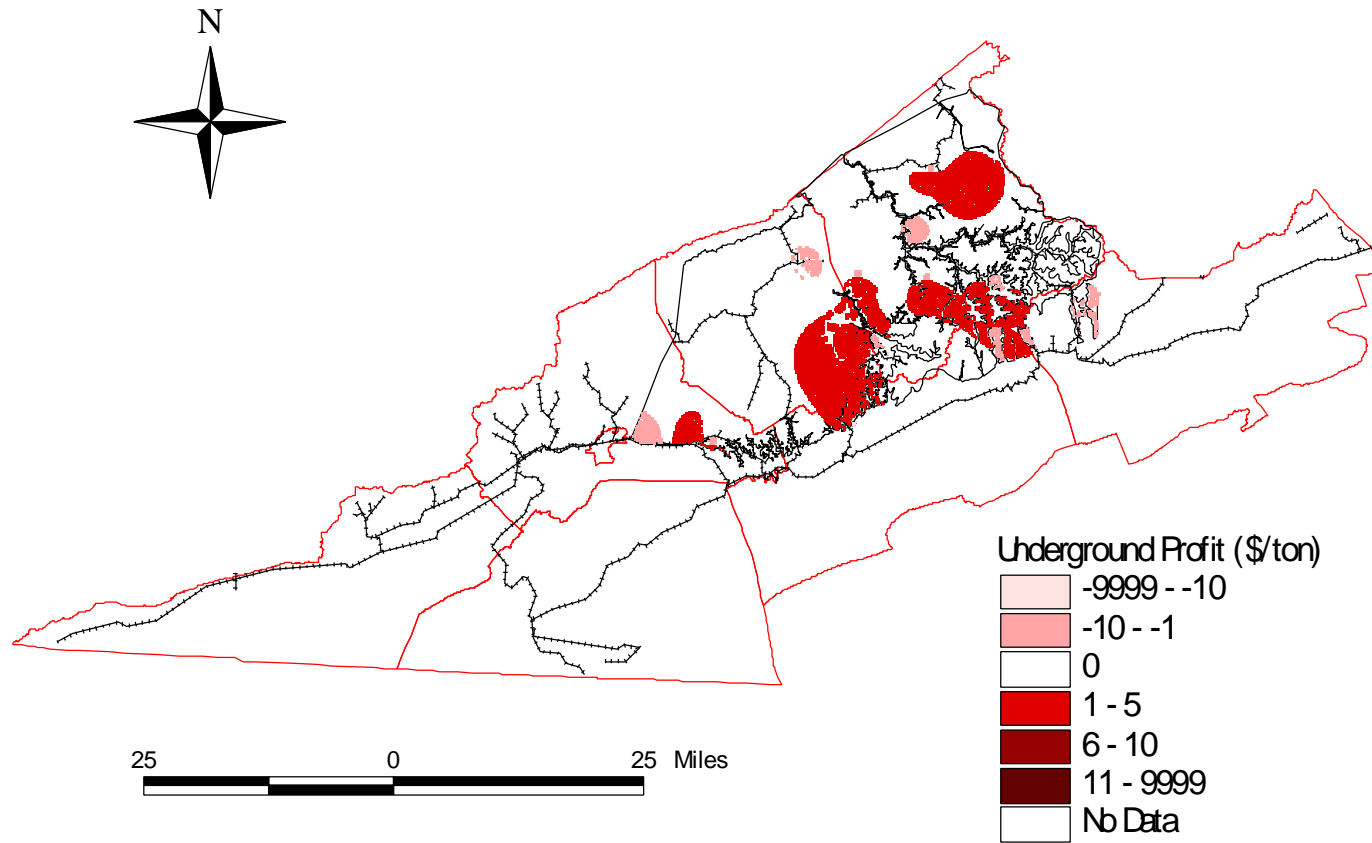 N
Underground Profit ($/ton)
-9999 - -10
-10 - -1
0
1 - 5
6 - 10
11 - 9999
No Data
25 0 25 Miles